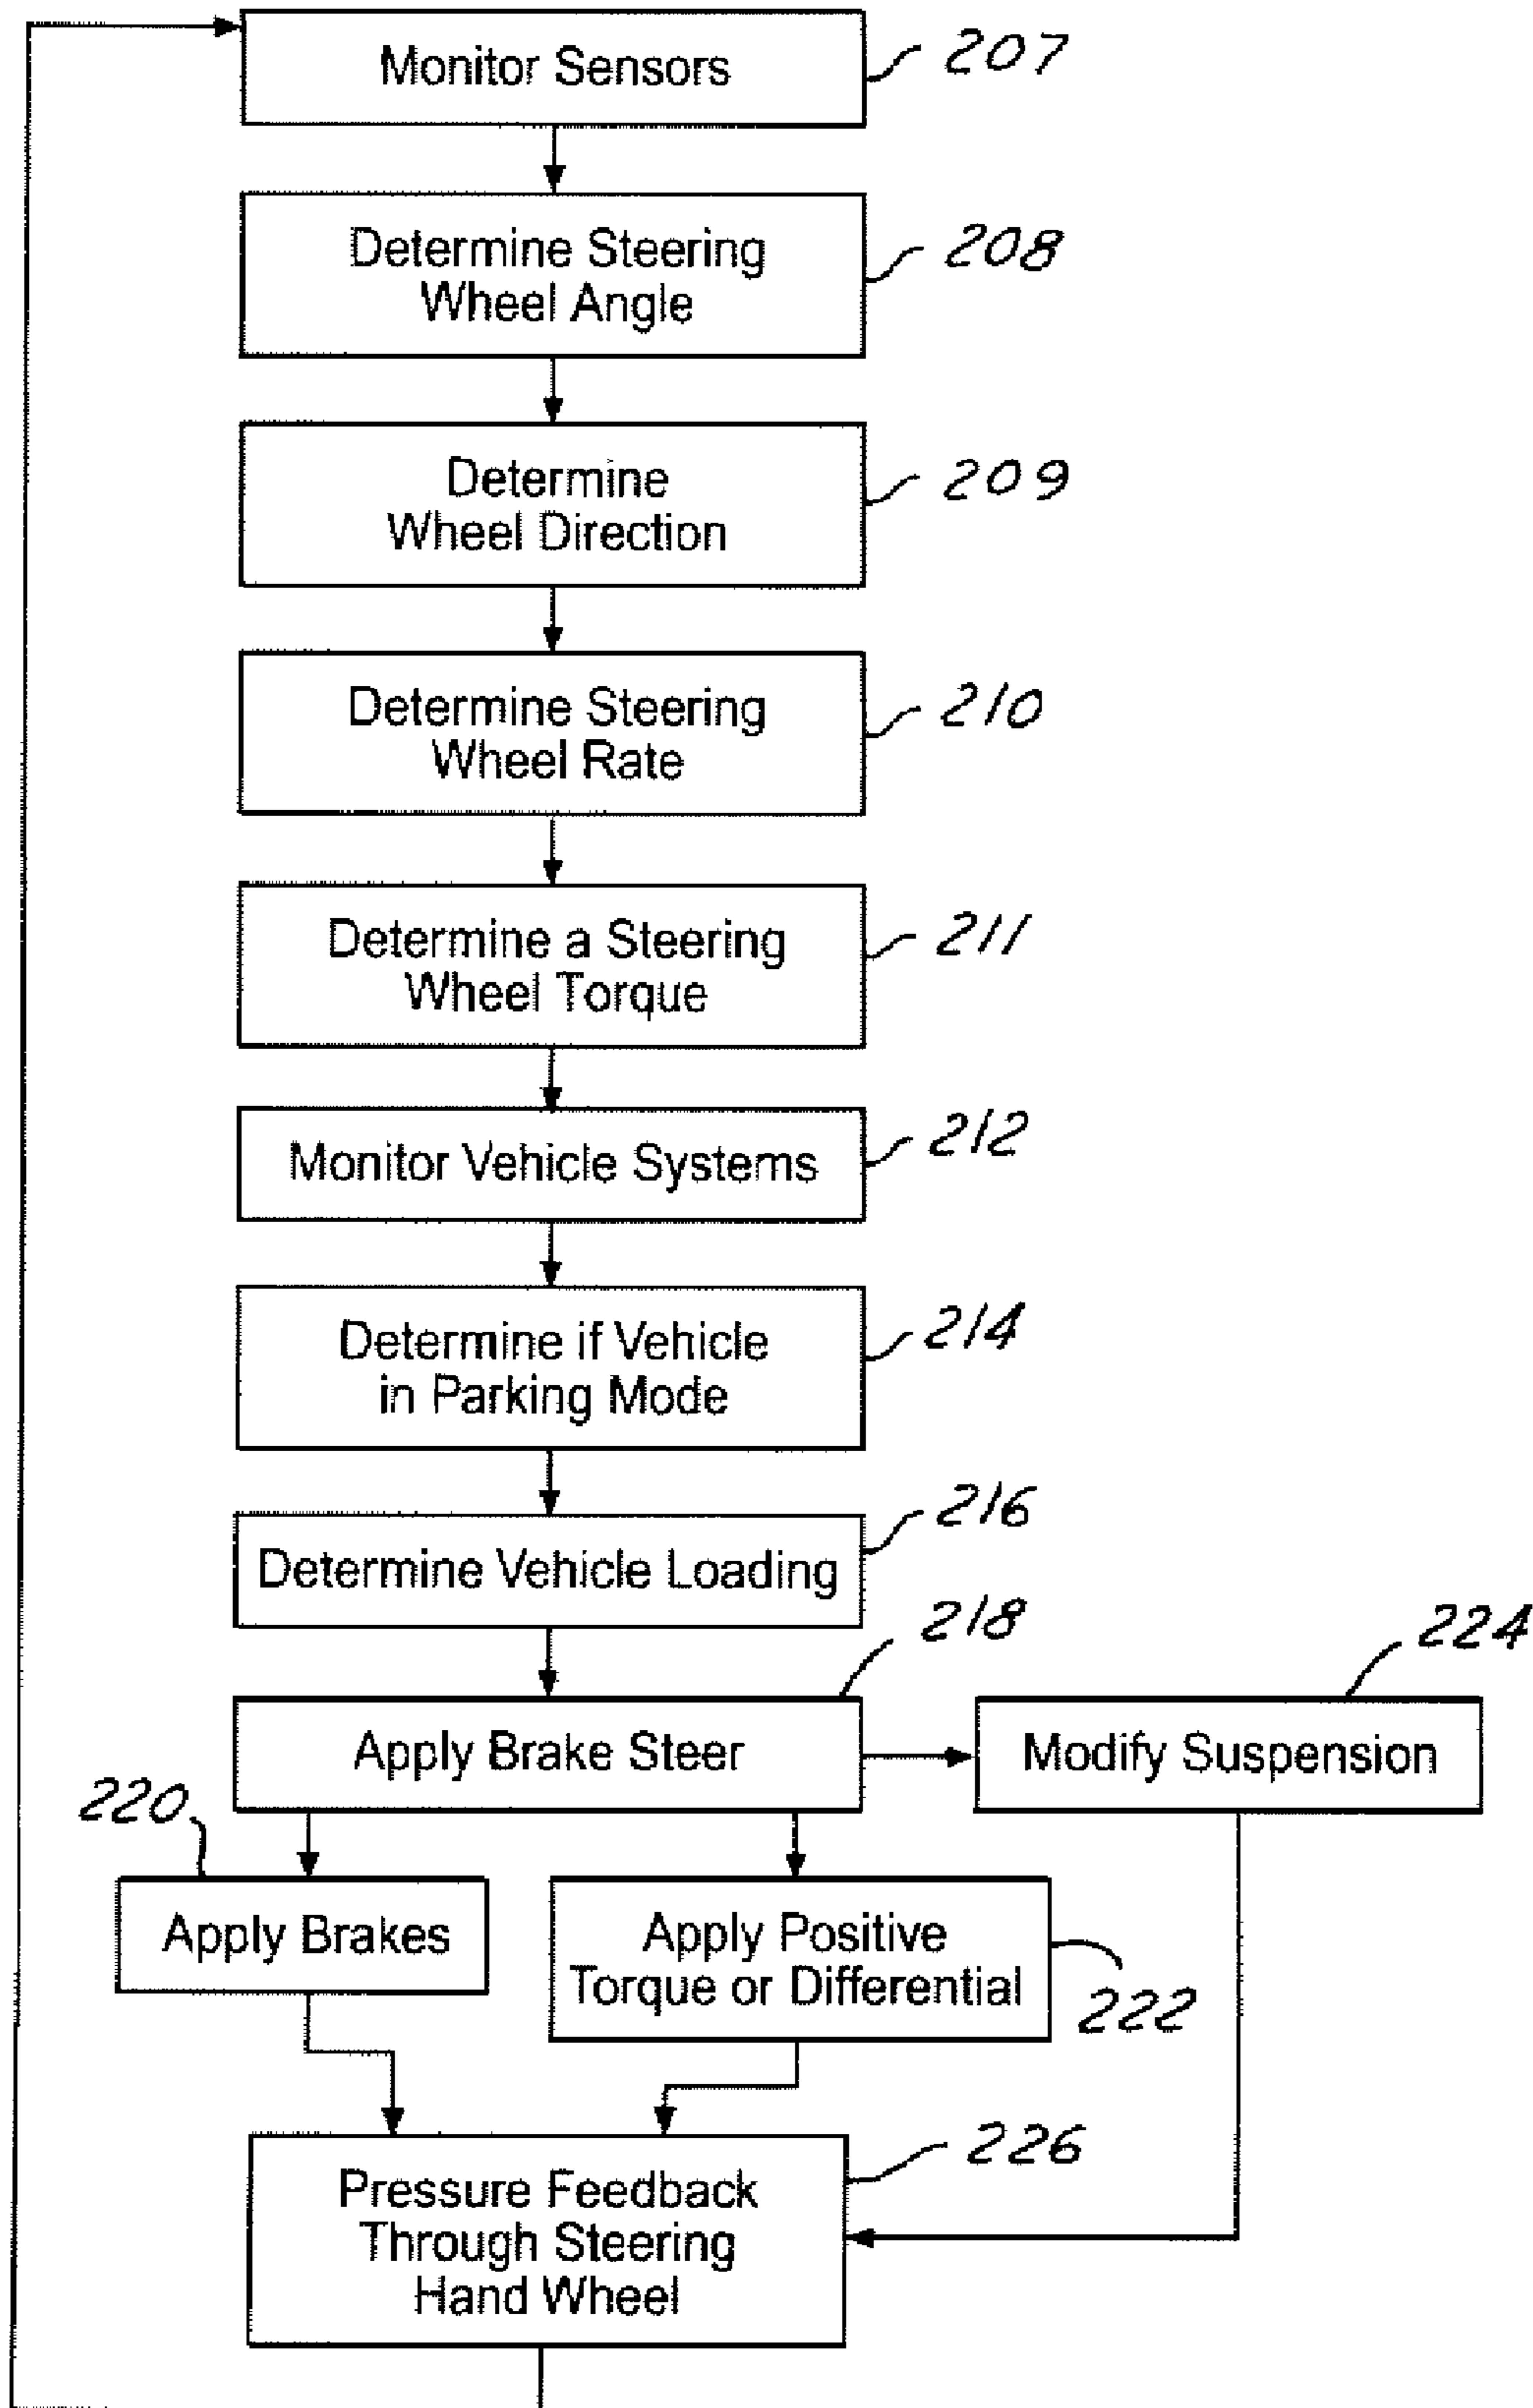 Monitor Sensors
207
Determine Steering
Wheel Angle
208
Determine
Wheel Direction
209
Determine Steering
Wheel Rate
210
Determine a Steering
Wheel Torque
211
Monitor Vehicle Systems
212
Determine if Vehicle
in Parking Mode
214
Determine Vehicle Loading
216
218
224
Apply Brake Steer
Modify Suspension
220
Apply Brakes
Apply Positive
Torque or Differential
222
226
Pressure Feedback
Through Steering
Hand Wheel